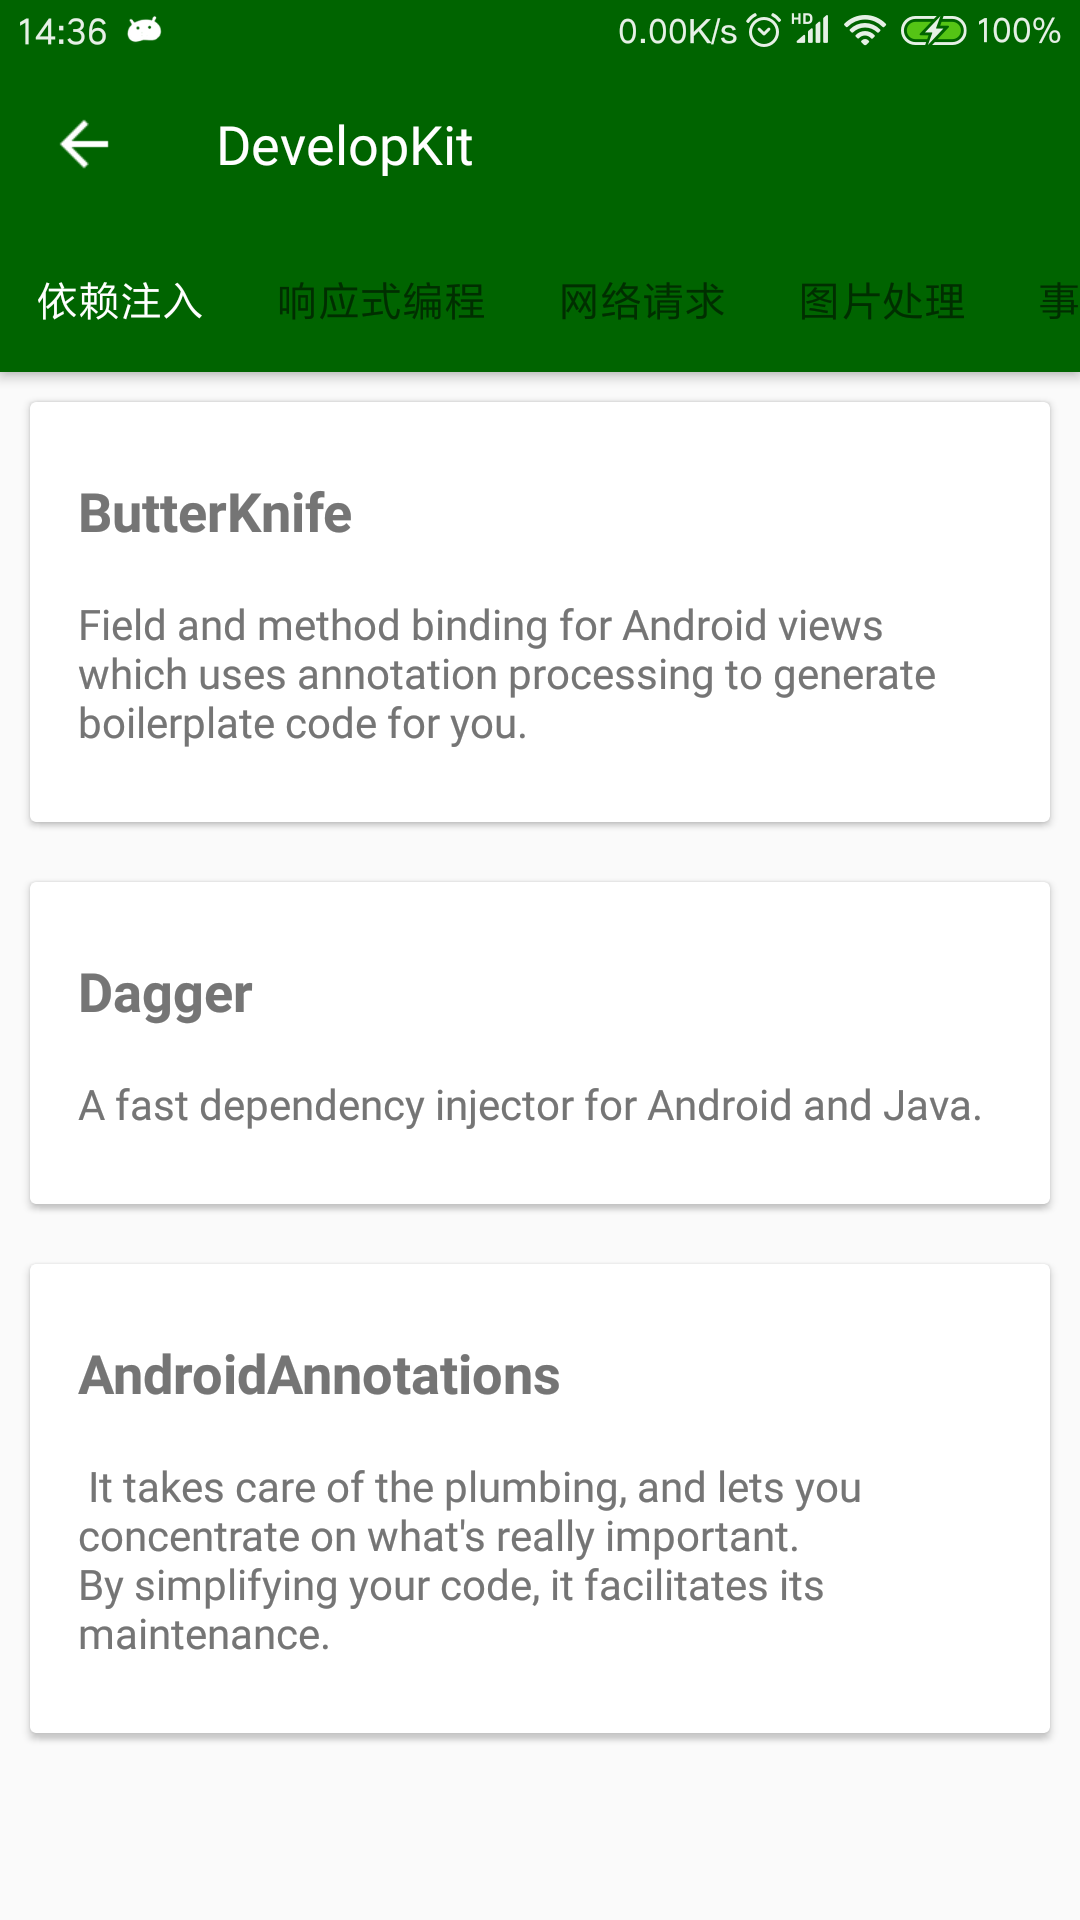 14:36 0.00K/s HD 100%
DevelopKit
依赖注入 响应式编程 网络请求 图片处理 事
ButterKnife
Field and method binding for Android views
which uses annotation processing to generate
boilerplate code for you.
Dagger
A fast dependency injector for Android and Java.
AndroidAnnotations
It takes care of the plumbing, and lets you
concentrate on what's really important.
By simplifying your code, it facilitates its
maintenance.